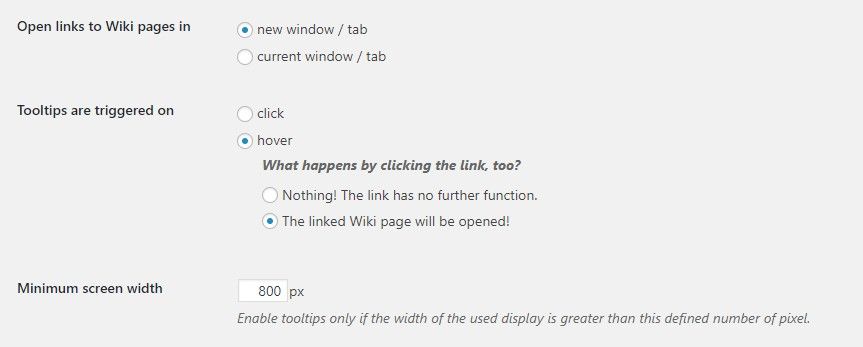 Open links to Wiki pages in
new window / tab
current window / tab
Tooltips are triggered on
click
hover
What happens by clicking the link, too?
Nothing! The link has no further function.
The linked Wiki page will be opened!
Minimum screen width
800 px
Enable tooltips only if the width of the used display is greater than this defined number of pixel.